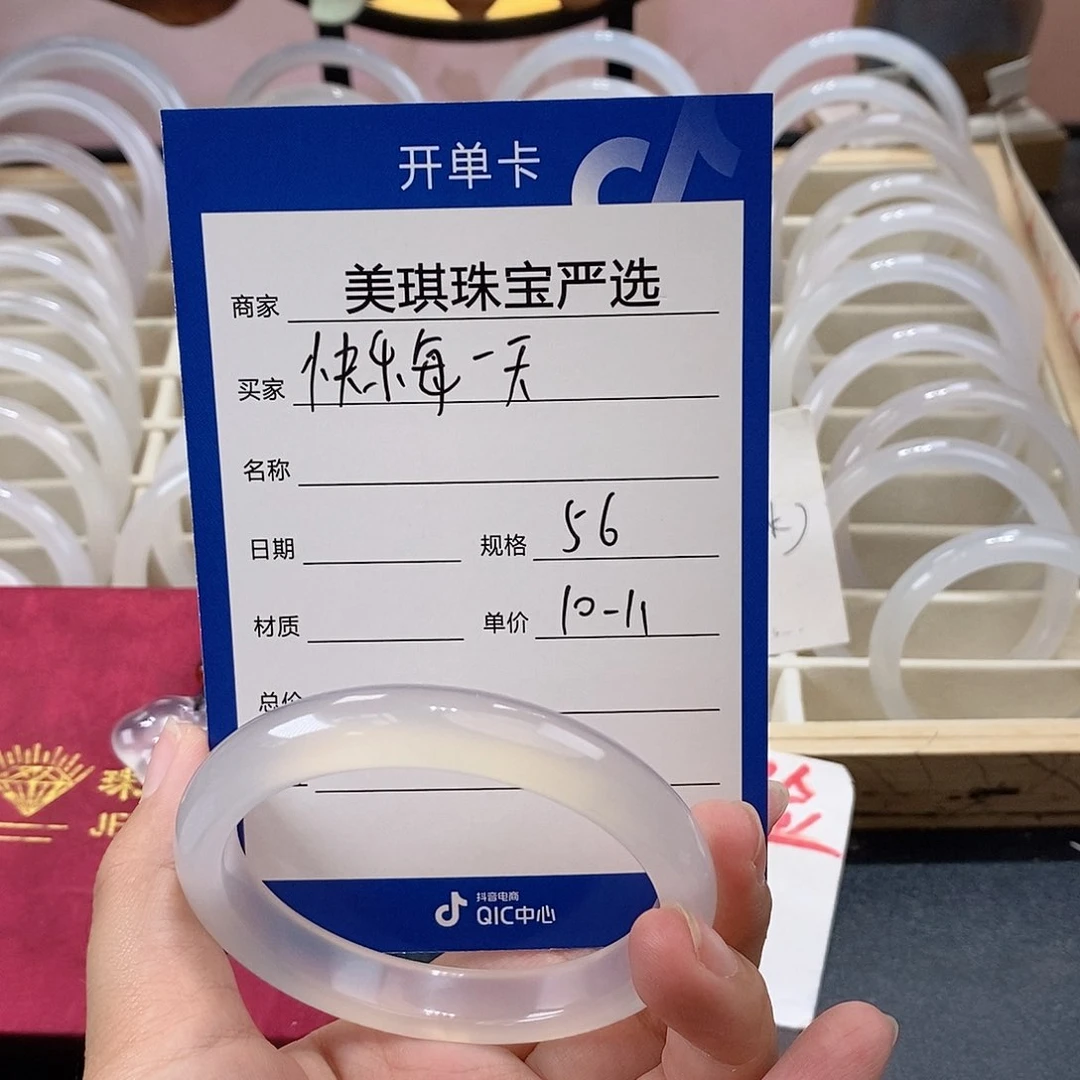 开单卡
商家 美琪珠宝严选
买家 快乐每一天
名称
日期 规格 56
材质 单价 10-11
总价
珠
JE
抖音电商
QIC中心